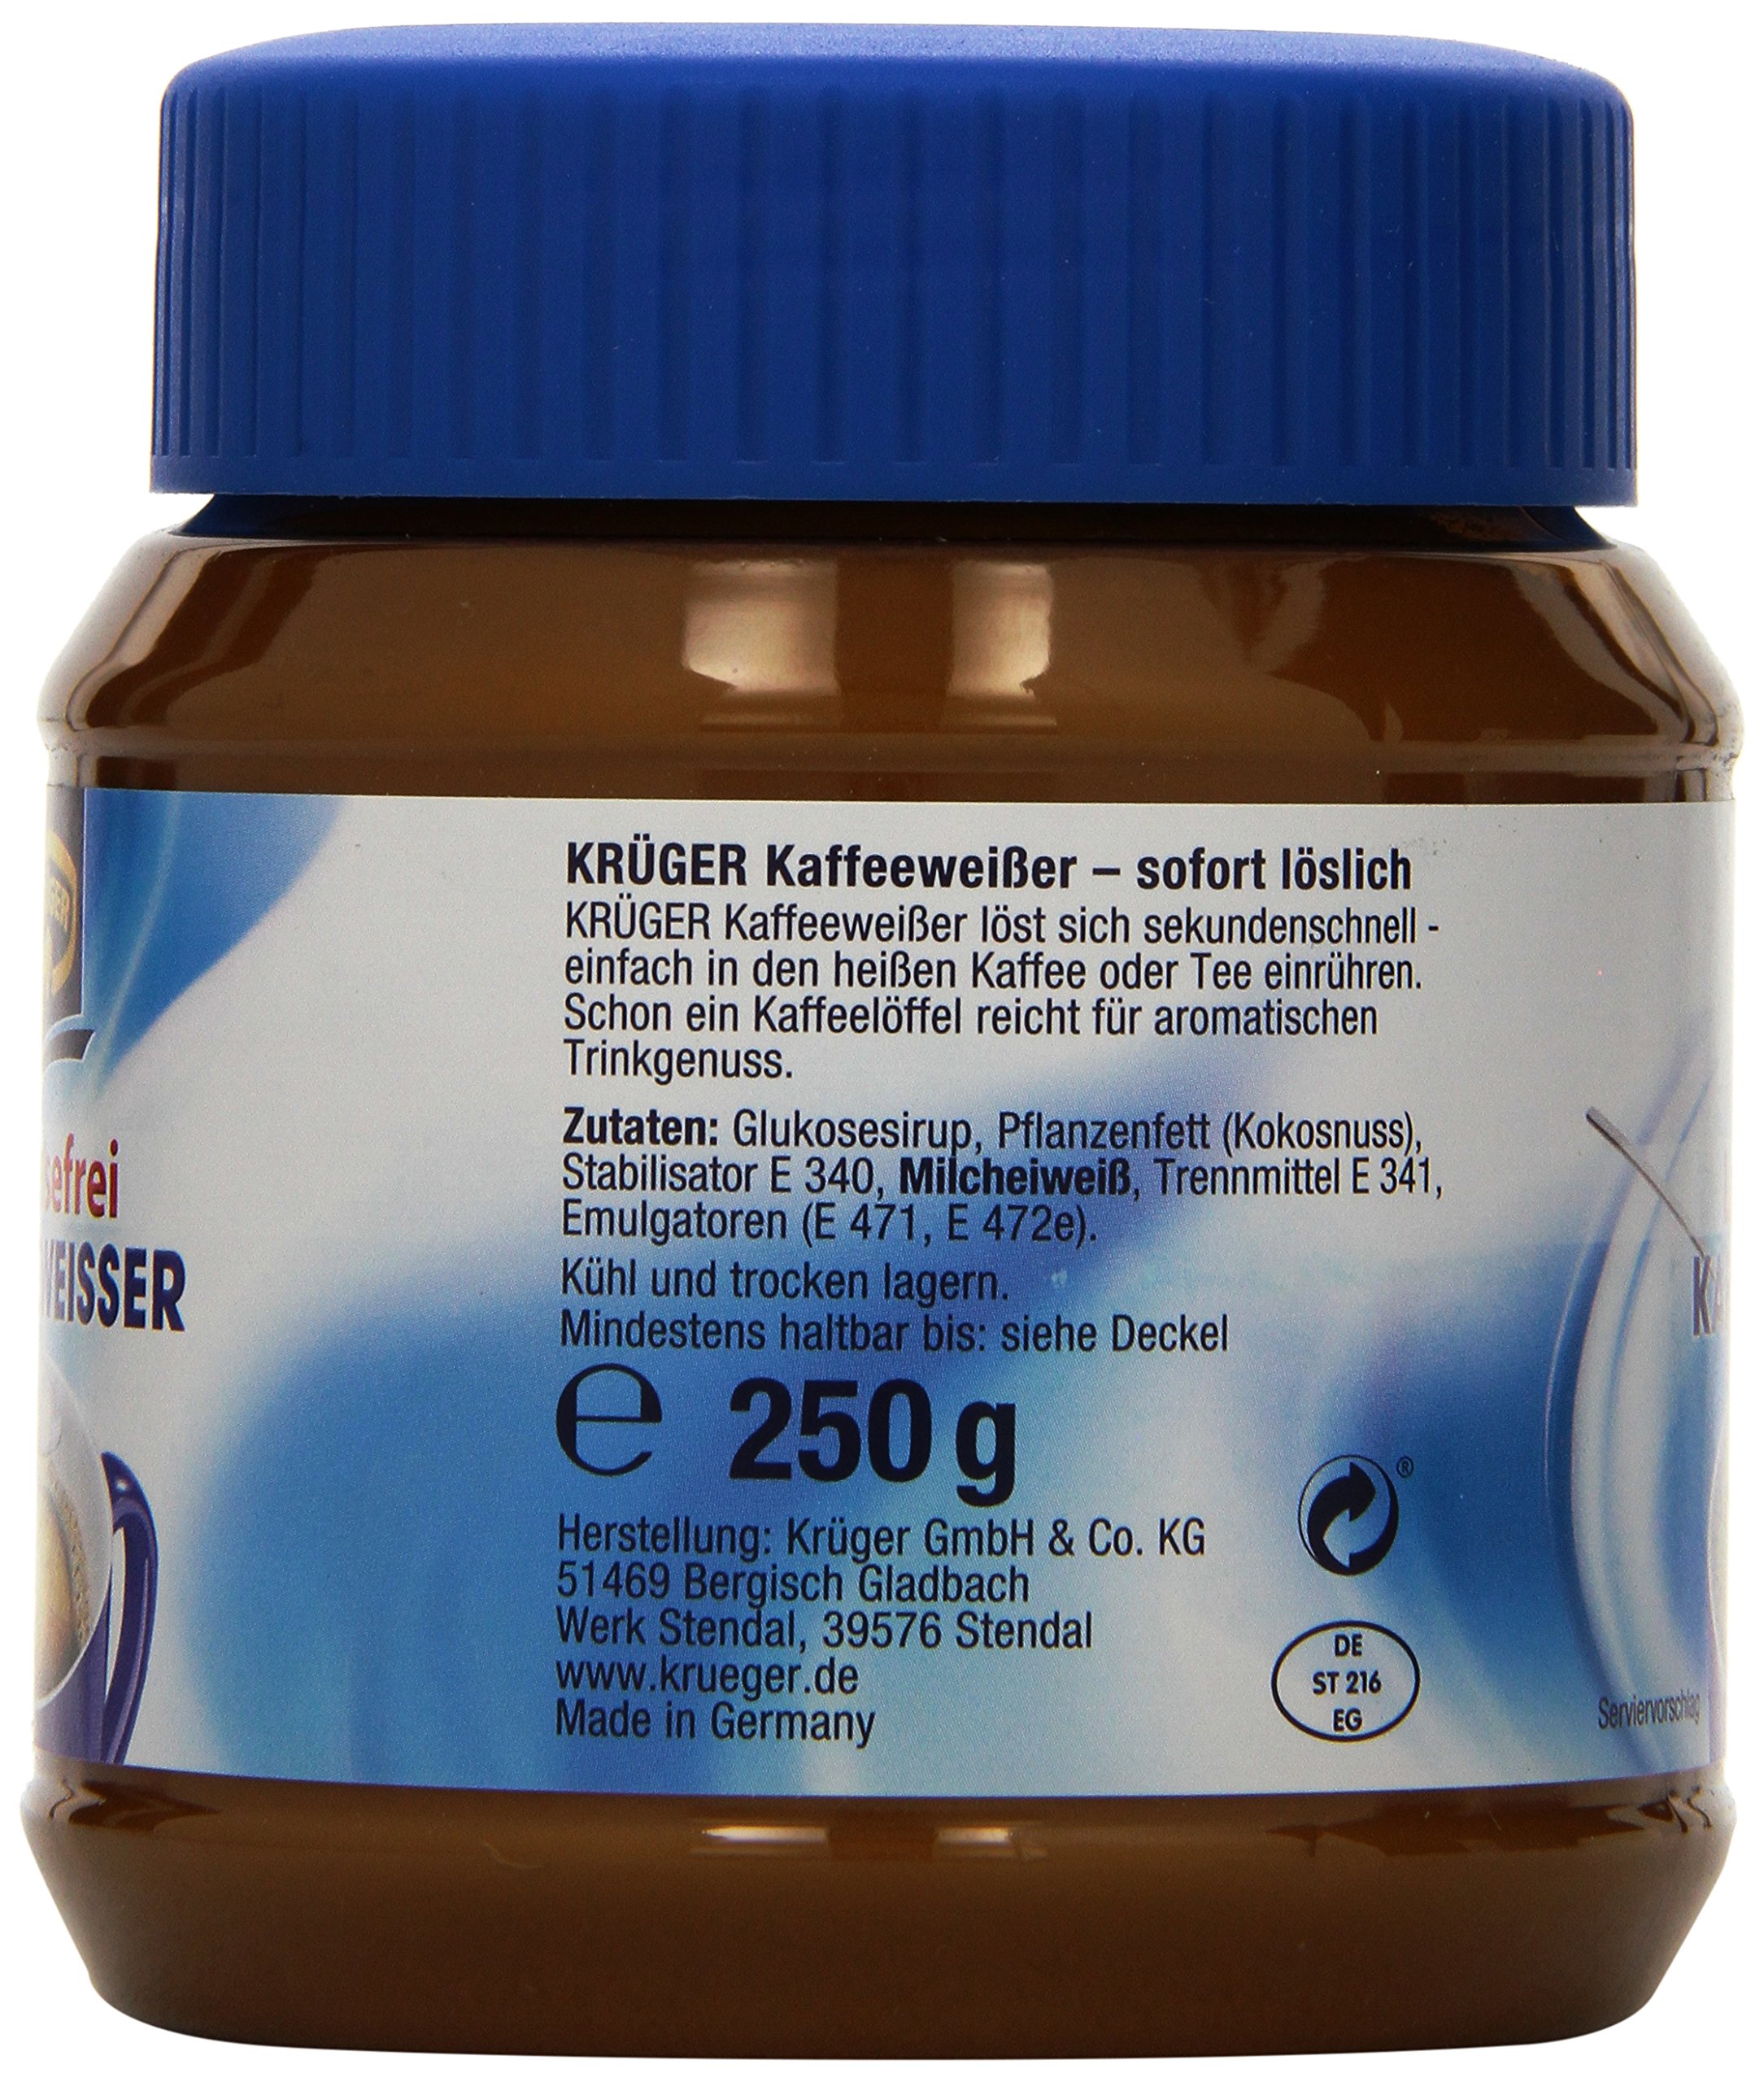 KRÜGER Kaffeeweißer – sofort löslich
KRÜGER Kaffeeweißer löst sich sekundenschnell -
einfach in den heißen Kaffee oder Tee einrühren.
Schon ein Kaffeelöffel reicht für aromatischen
Trinkgenuss.
Zutaten: Glukosesirup, Pflanzenfett (Kokosnuss),
Stabilisator E 340, Milcheiweiß, Trennmittel E 341,
Emulgatoren (E 471, E 472e).
Kühl und trocken lagern.
Mindestens haltbar bis: siehe Deckel
e 250 g
Herstellung: Krüger GmbH & Co. KG
51469 Bergisch Gladbach
Werk Stendal, 39576 Stendal
www.krueger.de
Made in Germany
®
DE
ST 216
EG
Serviervorschlag